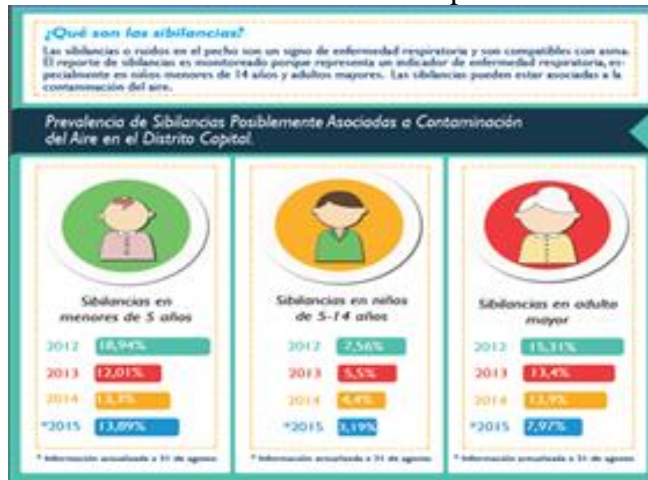 ¿Qué son las sibilancias?
Las sibilancias o ruidos en el pecho son un signo de enfermedad respiratoria y son compatibles con asma.
El reporte de sibilancias es monitoreado porque representa un indicador de enfermedad respiratoria, es-
pecialmente en niños menores de 14 años y adultos mayores. Las sibilancias pueden estar asociadas a la
contaminación del aire.
Prevalencia de Sibilancias Posiblemente Asociadas a Contaminación
del Aire en el Distrito Capital.
Sibilancias en
menores de 5 años
2012 18,94%
2013 12,01%
2014 13,3%
*2015 13,89%
* Información actualizada a 31 de agosto
Sibilancias en niños
de 5-14 años
2012 7,56%
2013 5,5%
2014 4,4%
*2015 3,19%
* Información actualizada a 31 de agosto
Sibilancias en adulto
mayor
2012 15,31%
2013 13,4%
2014 13,9%
*2015 7,97%
* Información actualizada a 31 de agosto